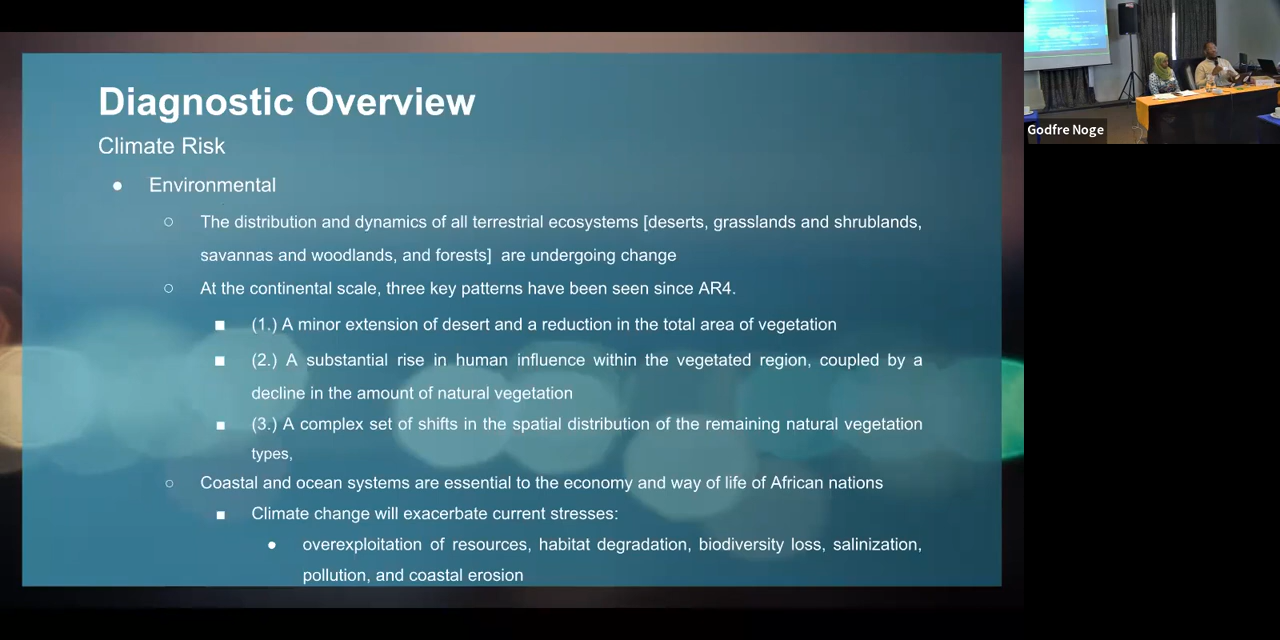 Diagnostic Overview
Climate Risk
● Environmental
○ The distribution and dynamics of all terrestrial ecosystems [deserts, grasslands and shrublands,
savannas and woodlands, and forests]  are undergoing change
○ At the continental scale, three key patterns have been seen since AR4.
■ (1.) A minor extension of desert and a reduction in the total area of vegetation
■ (2.) A substantial rise in human influence within the vegetated region, coupled by a
decline in the amount of natural vegetation
■ (3.) A complex set of shifts in the spatial distribution of the remaining natural vegetation
types,
○ Coastal and ocean systems are essential to the economy and way of life of African nations
■ Climate change will exacerbate current stresses:
● overexploitation of resources, habitat degradation, biodiversity loss, salinization,
pollution, and coastal erosion
Godfre Noge